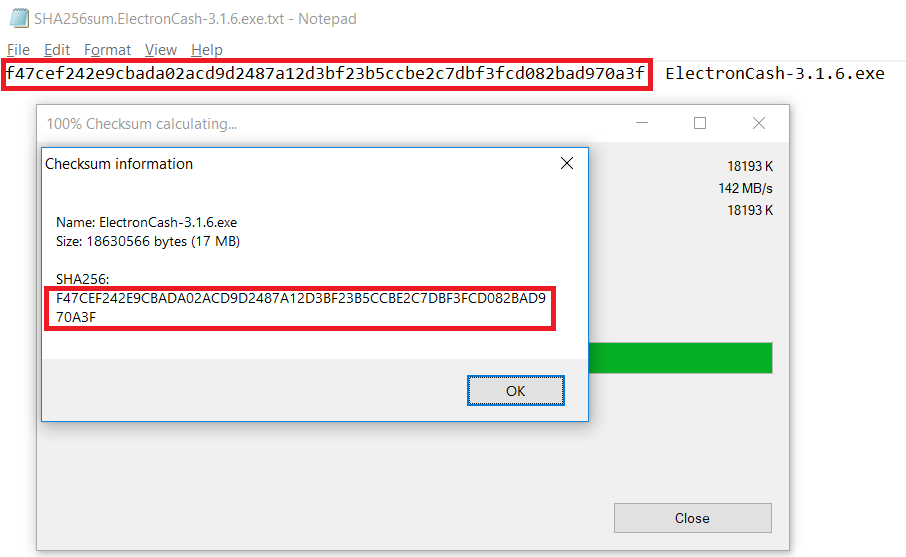 SHA256sum.ElectronCash-3.1.6.exe.txt - Notepad
File Edit Format View Help
f47cef242e9cbada02acd9d2487a12d3bf23b5ccbe2c7dbf3fcd082bad970a3f ElectronCash-3.1.6.exe
100% Checksum calculating...
18193 K
142 MB/s
18193 K
Checksum information
Name: ElectronCash-3.1.6.exe
Size: 18630566 bytes (17 MB)
SHA256:
F47CEF242E9CBADA02ACD9D2487A12D3BF23B5CCBE2C7DBF3FCD082BAD9
70A3F
OK
Close